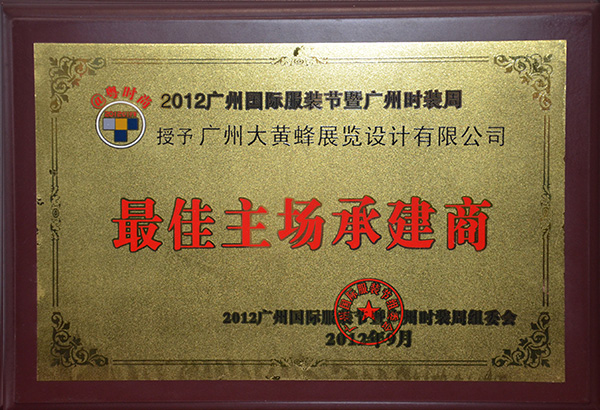 @粤时尚
2012广州国际服装节暨广州时装周
授予 广州大黄蜂展览设计有限公司
最佳主场承建商
2012广州国际服装节暨广州时装周组委会
2012年9月